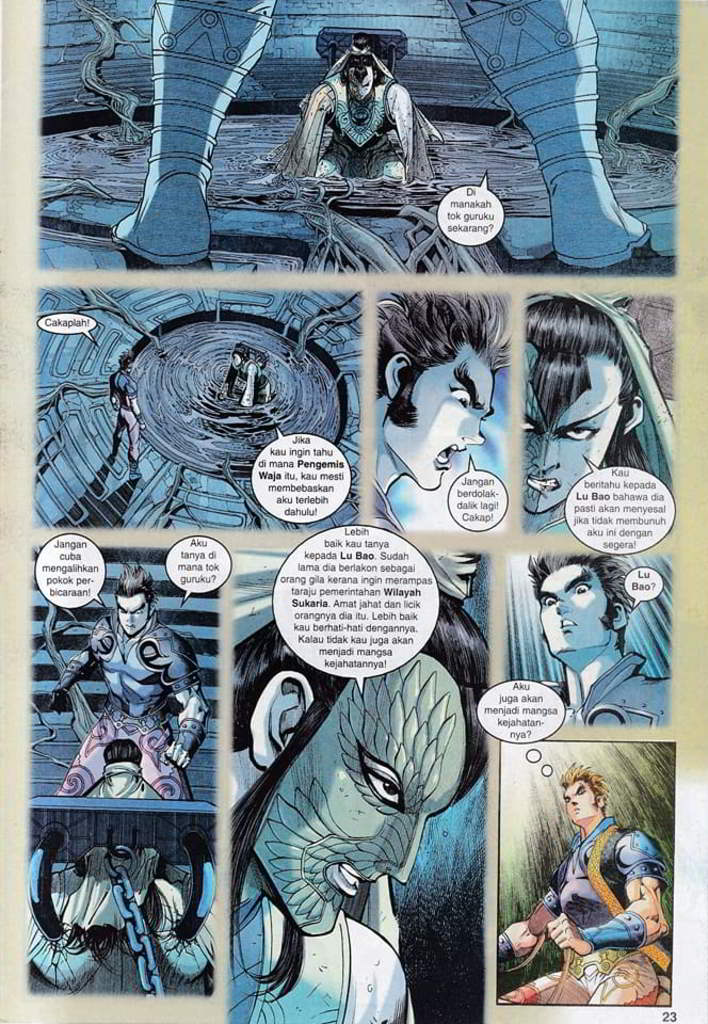 Di
manakah
tok guruku
sekarang?
Cakaplah!
Jika
kau ingin tahu
di mana Pengemis
Waja itu, kau mesti
membebaskan
aku terlebih
dahulu!
Jangan
berdolak-
dalik lagi!
Cakap!
Kau
beritahu kepada
Lu Bao bahawa dia
pasti akan menyesal
jika tidak membunuh
aku ini dengan
segera!
Jangan
cuba
mengalihkan
pokok per-
bicaraan!
Aku
tanya di
mana tok
guruku?
Lebih
baik kau tanya
kepada Lu Bao. Sudah
lama dia berlakon sebagai
orang gila kerana ingin merampas
taraju pemerintahan Wilayah
Sukaria. Amat jahat dan licik
orangnya dia itu. Lebih baik
kau berhati-hati dengannya.
Kalau tidak kau juga akan
menjadi mangsa
kejahatannya!
Lu
Bao?
Aku
juga akan
menjadi mangsa
kejahatan-
nya?
23